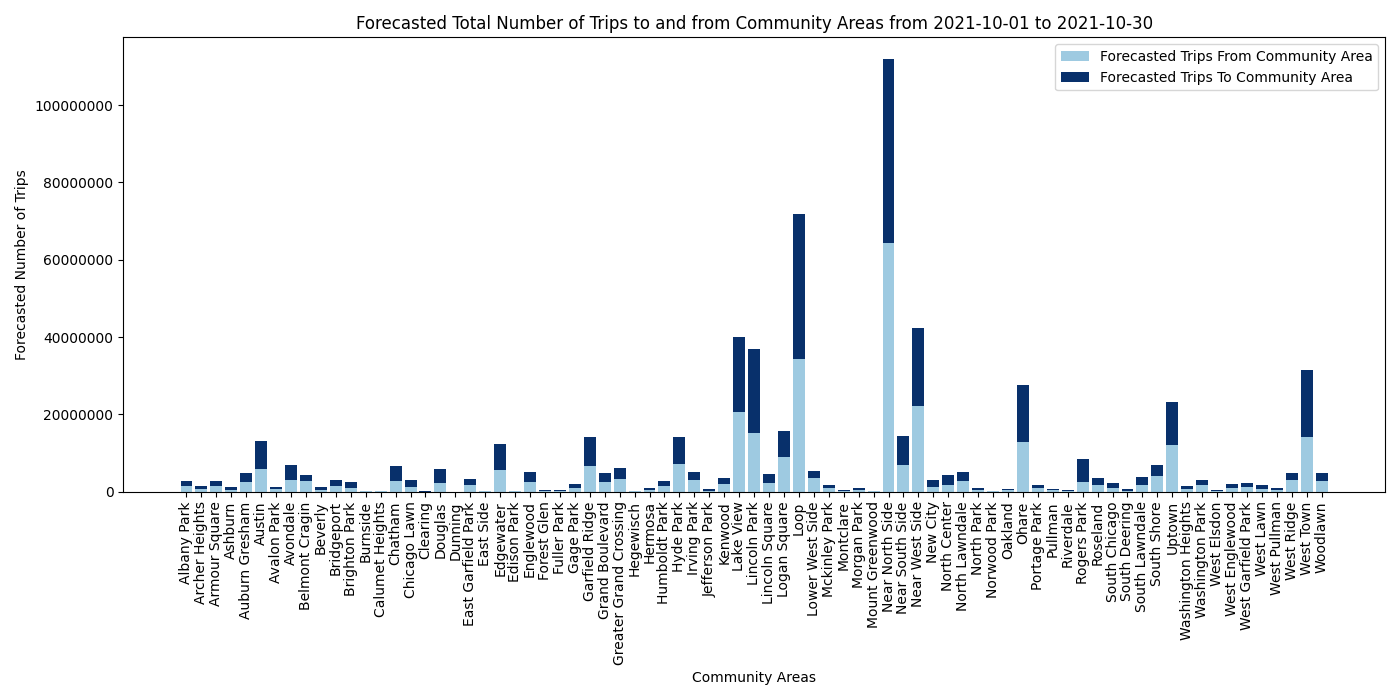 Forecasted Total Number of Trips to and from Community Areas from 2021-10-01 to 2021-10-30
Forecasted Trips From Community Area
Forecasted Trips To Community Area
Forecasted Number of Trips
100000000
80000000
60000000
40000000
20000000
0
Albany Park
Archer Heights
Armour Square
Ashburn
Auburn Gresham
Austin
Avalon Park
Avondale
Belmont Cragin
Beverly
Bridgeport
Brighton Park
Burnside
Calumet Heights
Chatham
Chicago Lawn
Clearing
Douglas
Dunning
East Garfield Park
East Side
Edgewater
Edison Park
Englewood
Forest Glen
Fuller Park
Gage Park
Garfield Ridge
Grand Boulevard
Greater Grand Crossing
Hegewisch
Hermosa
Humboldt Park
Hyde Park
Irving Park
Jefferson Park
Kenwood
Lake View
Lincoln Park
Lincoln Square
Logan Square
Loop
Lower West Side
Mckinley Park
Montclare
Morgan Park
Mount Greenwood
Near North Side
Near South Side
Near West Side
New City
North Center
North Lawndale
North Park
Norwood Park
Oakland
Ohare
Portage Park
Pullman
Riverdale
Rogers Park
Roseland
South Chicago
South Deering
South Lawndale
South Shore
Uptown
Washington Heights
Washington Park
West Elsdon
West Englewood
West Garfield Park
West Lawn
West Pullman
West Ridge
West Town
Woodlawn
Community Areas